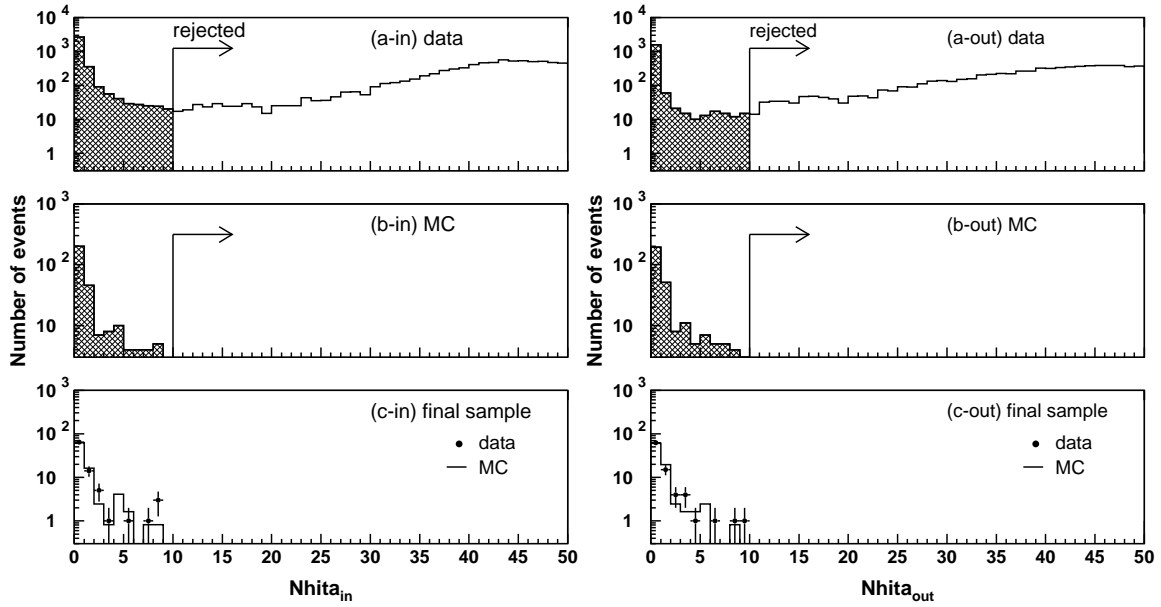 Number of events
10^4
10^3
10^2
10
1
rejected
(a-in) data
10^4
10^3
10^2
10
1
rejected
(a-out) data
10^3
10^2
10
(b-in) MC
Number of events
10^3
10^2
10
(b-out) MC
10^3
10^2
10
1
(c-in) final sample
data
MC
0 5 10 15 20 25 30 35 40 45 50
Nhita_in
10^3
10^2
10
1
(c-out) final sample
data
MC
0 5 10 15 20 25 30 35 40 45 50
Nhita_out